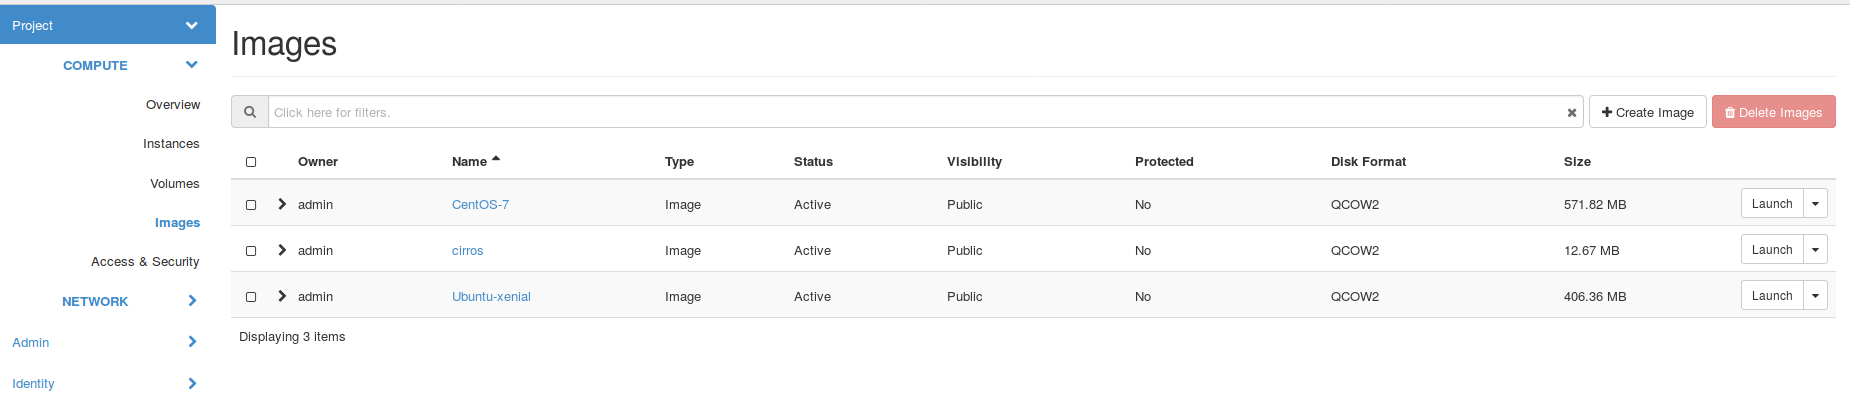 Project
COMPUTE
Overview
Instances
Volumes
Images
Access & Security
NETWORK
Admin
Identity
Images
Click here for filters.
Create Image
Delete Images
Owner Name Type Status Visibility Protected Disk Format Size
admin CentOS-7 Image Active Public No QCOW2 571.82 MB Launch
admin cirros Image Active Public No QCOW2 12.67 MB Launch
admin Ubuntu-xenial Image Active Public No QCOW2 406.36 MB Launch
Displaying 3 items